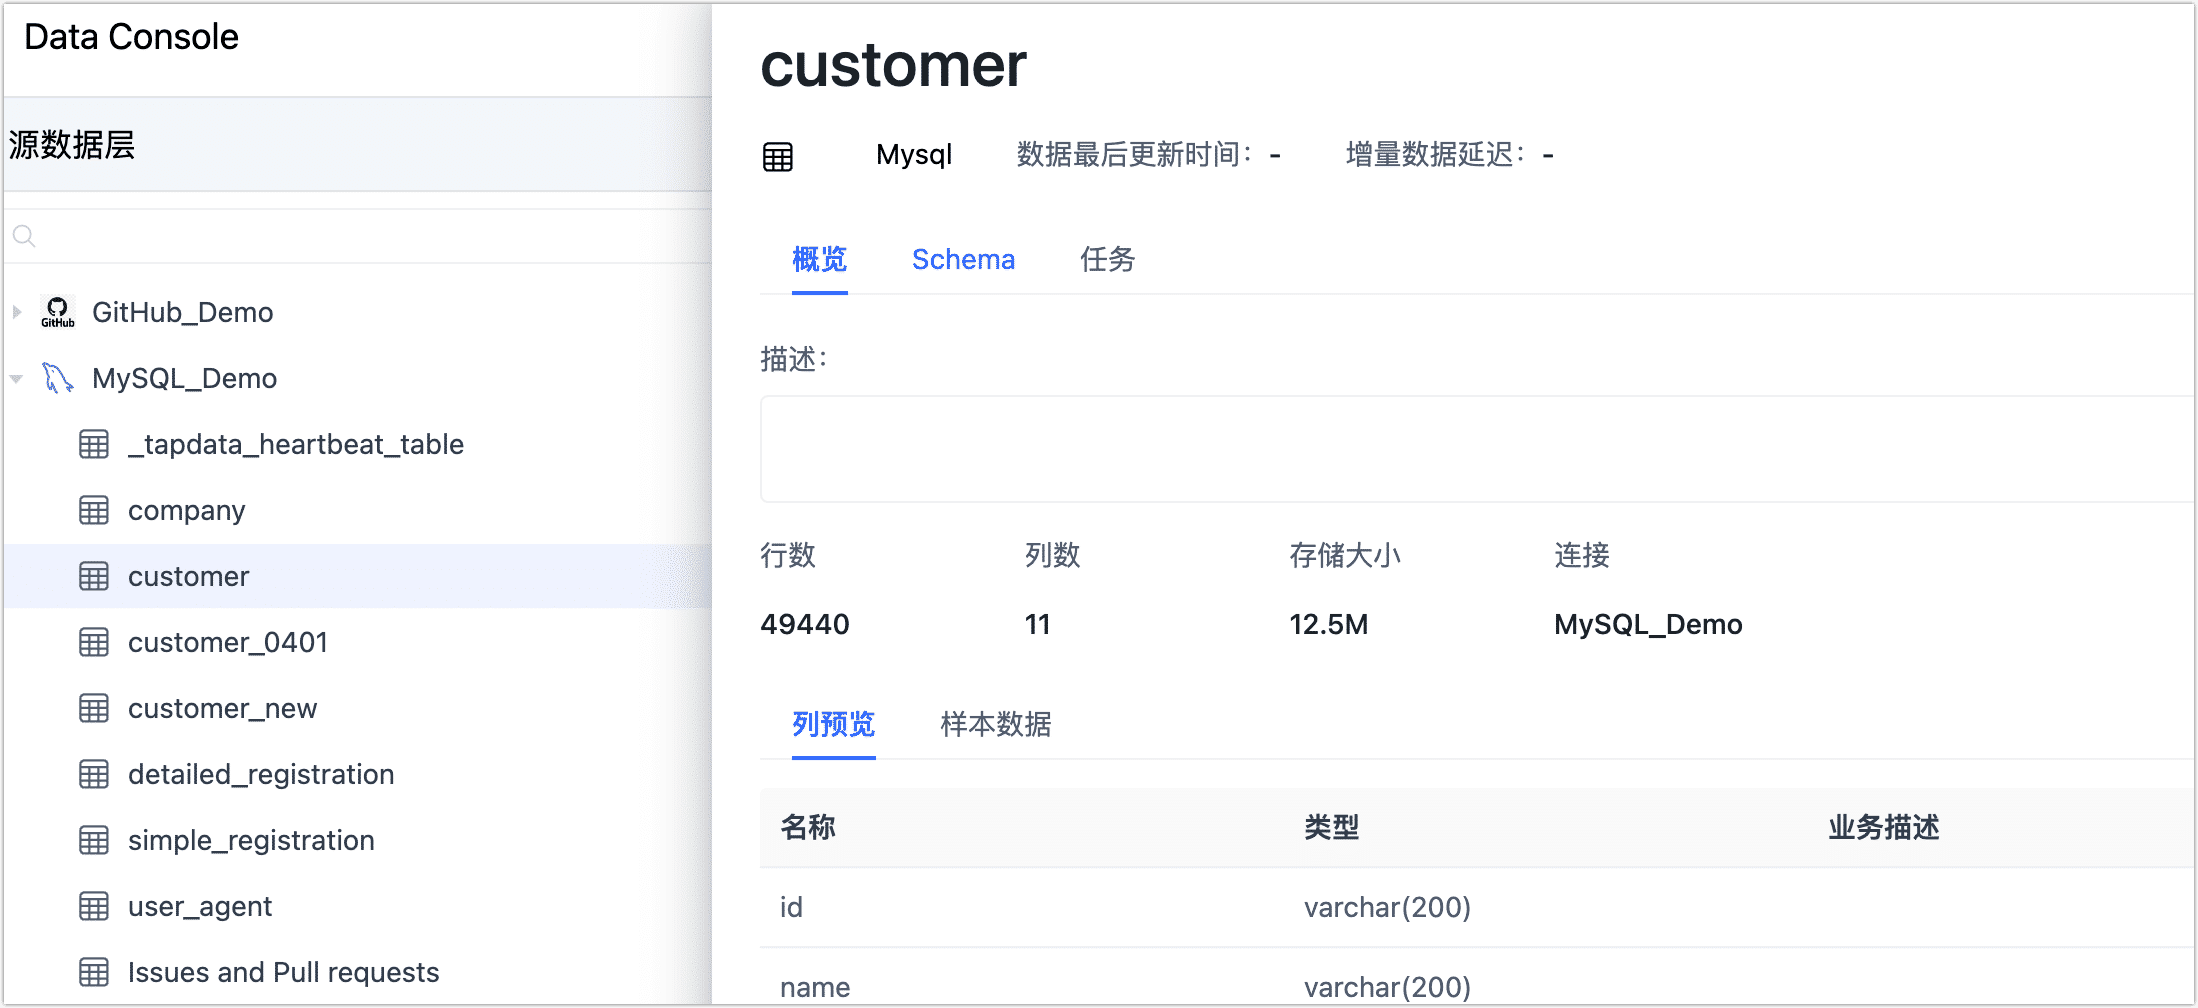 Data Console
源数据层
GitHub
GitHub_Demo
MySQL_Demo
_tapdata_heartbeat_table
company
customer
customer_0401
customer_new
detailed_registration
simple_registration
user_agent
Issues and Pull requests
customer
Mysql 数据最后更新时间：- 增量数据延迟：-
概览 Schema 任务
描述：
行数 列数 存储大小 连接
49440 11 12.5M MySQL_Demo
列预览 样本数据
名称 类型 业务描述
id varchar(200)
name varchar(200)